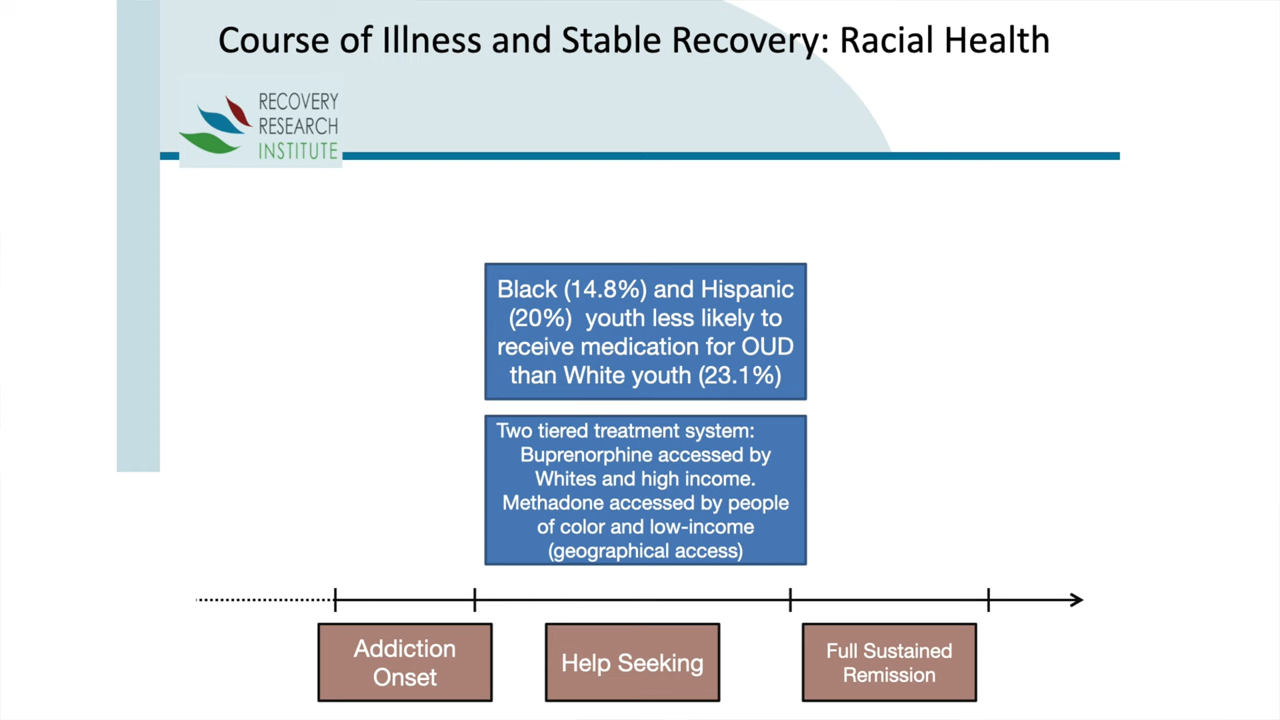 Course of Illness and Stable Recovery: Racial Health
RECOVERY
RESEARCH
INSTITUTE
Black (14.8%) and Hispanic
(20%)  youth less likely to
receive medication for OUD
than White youth (23.1%)
Two tiered treatment system:
Buprenorphine accessed by
Whites and high income.
Methadone accessed by people
of color and low-income
(geographical access)
Addiction
Onset
Help Seeking
Full Sustained
Remission